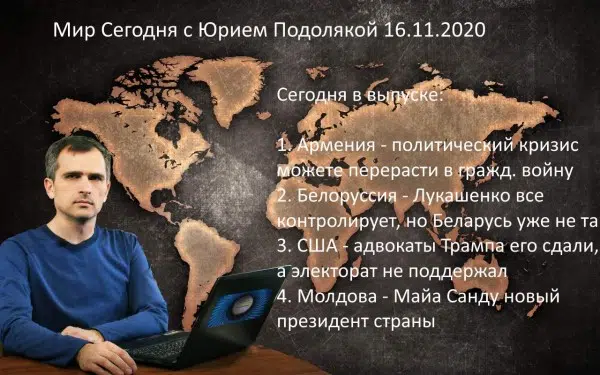 Мир Сегодня с Юрием Подолякой 16.11.2020
Сегодня в выпуске:
1. Армения - политический кризис
можете перерасти в гражд. войну
2. Белоруссия - Лукашенко все
контролирует, но Беларусь уже не та
3. США - адвокаты Трампа его сдали,
а электорат не поддержал
4. Молдова - Майа Санду новый
президент страны